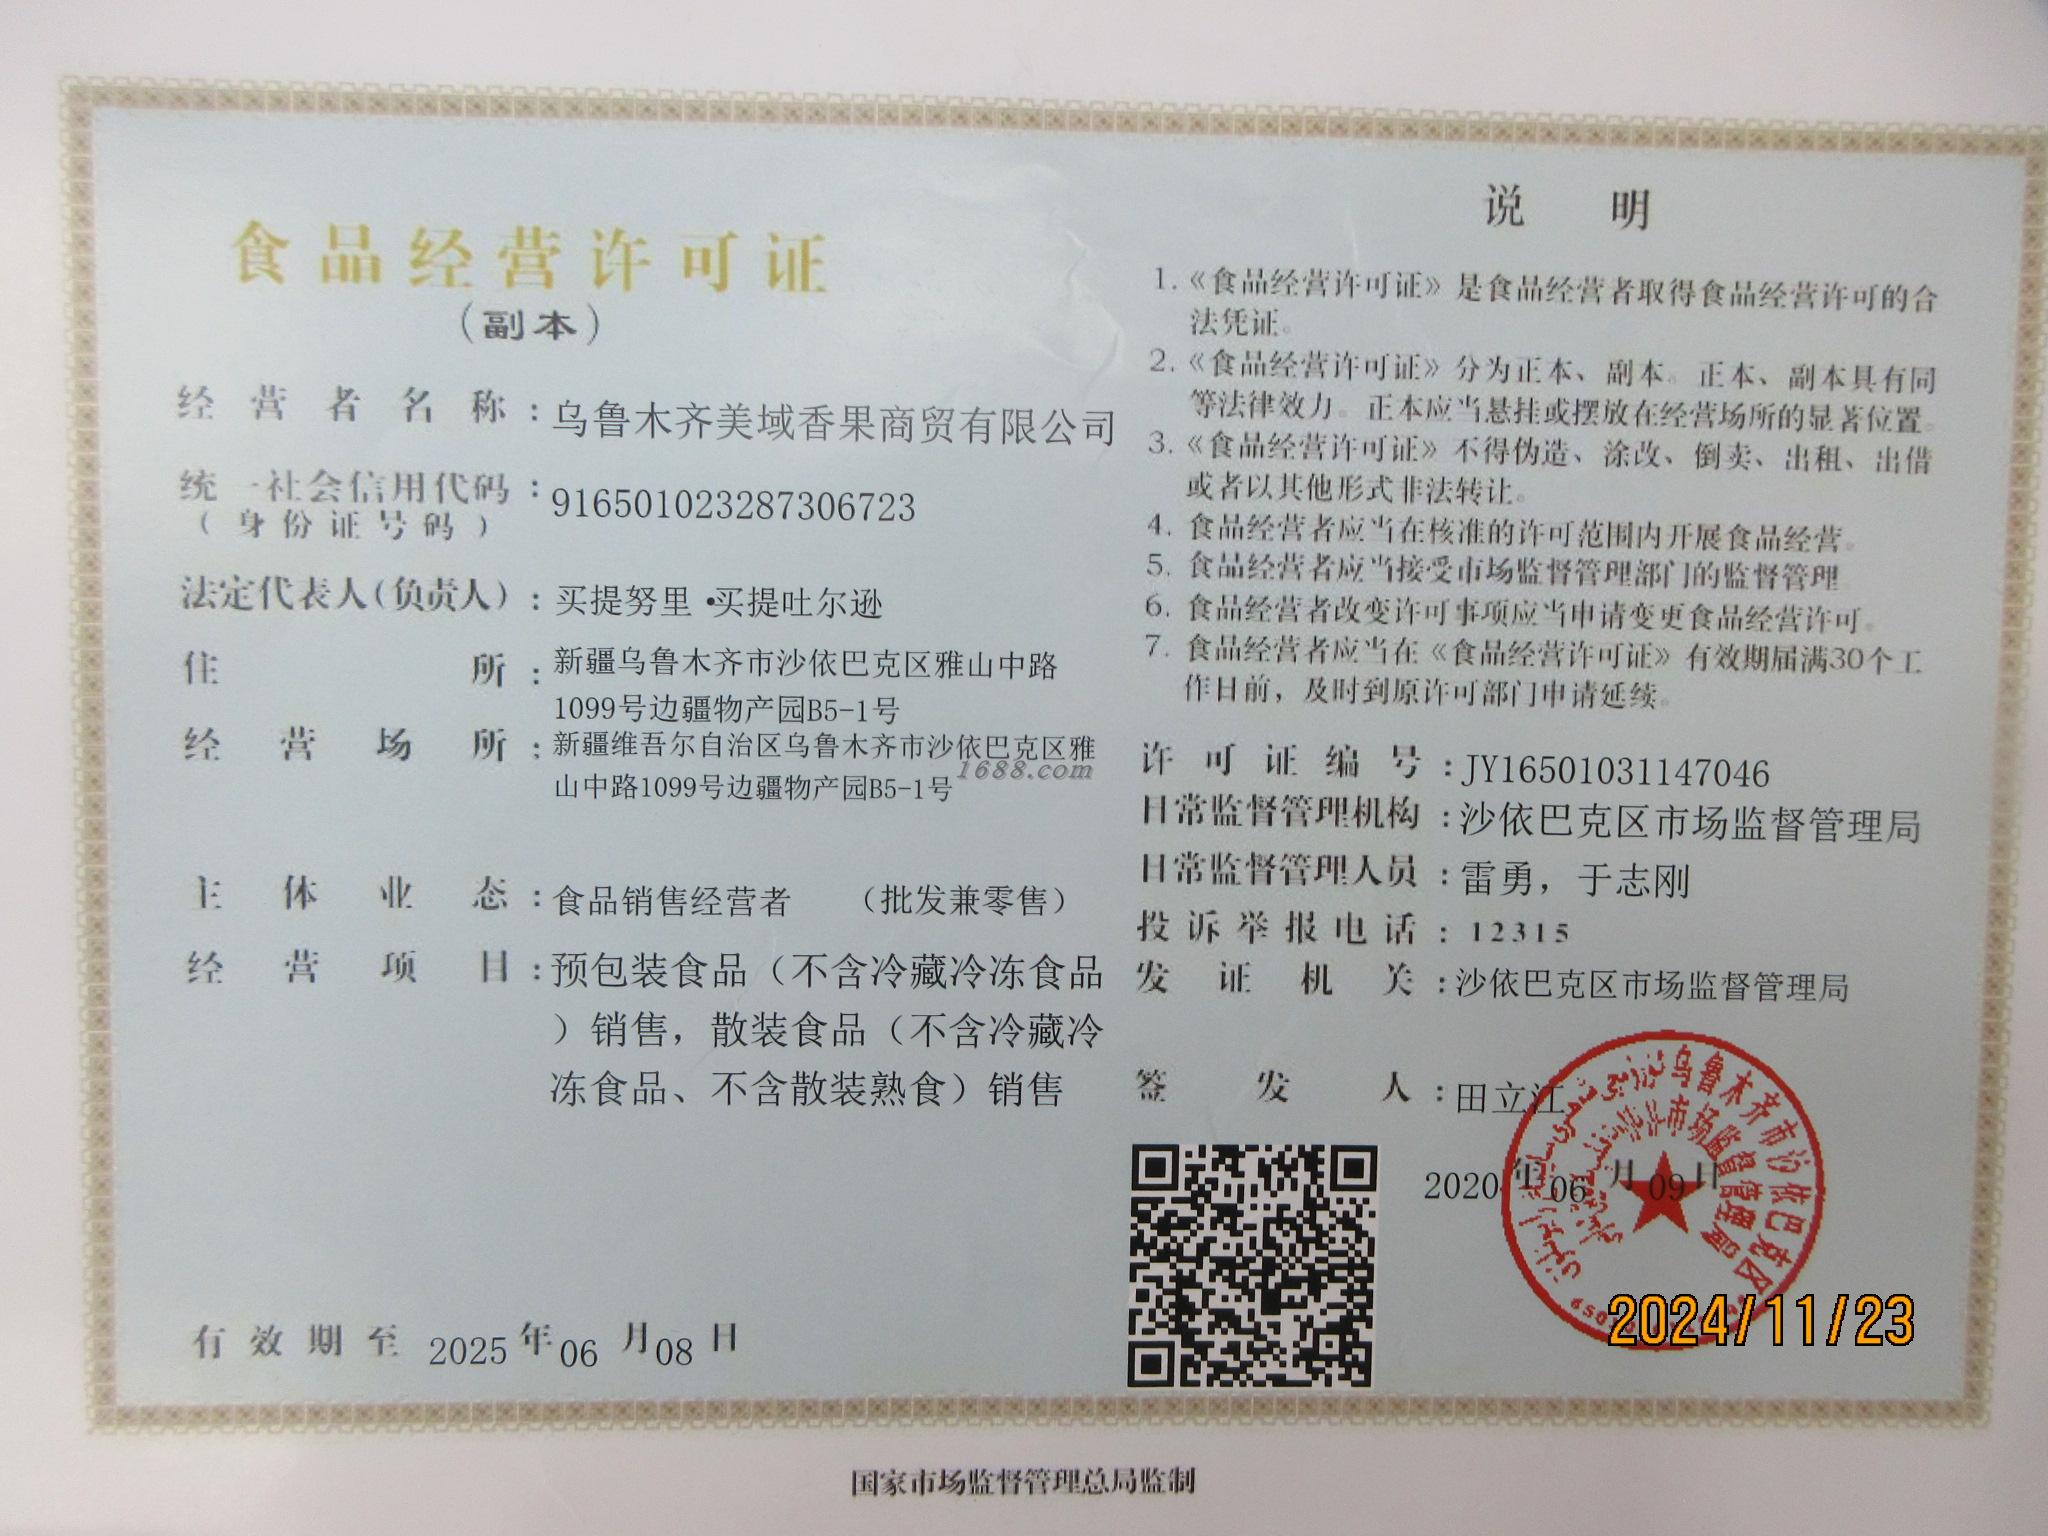 食品经营许可证
（副本）
经营者名称：乌鲁木齐美域香果商贸有限公司
统一社会信用代码：916501023287306723
（身份证号码）
法定代表人(负责人)：买提努里·买提吐尔逊
住所：新疆乌鲁木齐市沙依巴克区雅山中路
1099号边疆物产园B5-1号
经营场所：新疆维吾尔自治区乌鲁木齐市沙依巴克区雅
山中路1099号边疆物产园B5-1号
1688.com
主体业态：食品销售经营者　（批发兼零售）
经营项目：预包装食品（不含冷藏冷冻食品
）销售，散装食品（不含冷藏冷
冻食品、不含散装熟食）销售
有效期至 2025年06月08日
说明
1.《食品经营许可证》是食品经营者取得食品经营许可的合
法凭证。
2.《食品经营许可证》分为正本、副本。正本、副本具有同
等法律效力。正本应当悬挂或摆放在经营场所的显著位置。
3.《食品经营许可证》不得伪造、涂改、倒卖、出租、出借
或者以其他形式非法转让。
4. 食品经营者应当在核准的许可范围内开展食品经营。
5. 食品经营者应当接受市场监督管理部门的监督管理
6. 食品经营者改变许可事项应当申请变更食品经营许可。
7. 食品经营者应当在《食品经营许可证》有效期届满30个工
作日前，及时到原许可部门申请延续。
许可证编号：JY16501031147046
日常监督管理机构：沙依巴克区市场监督管理局
日常监督管理人员：雷勇，于志刚
投诉举报电话：12315
发证机关：沙依巴克区市场监督管理局
签发人：田立江
2020年06月09日
乌鲁木齐市沙依巴克区
市场监督管理局
2024/11/23
国家市场监督管理总局监制